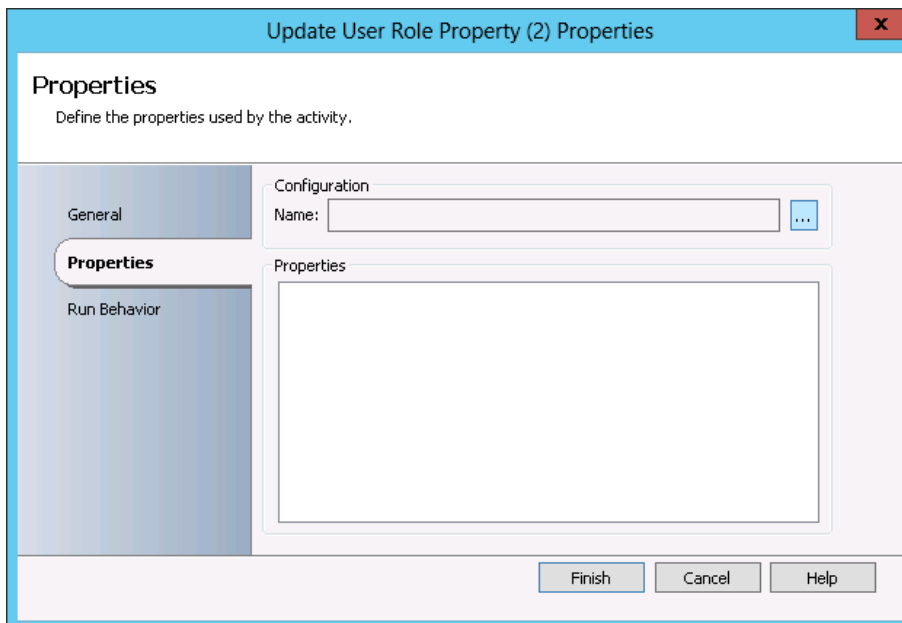 Update User Role Property (2) Properties
x
Properties
Define the properties used by the activity.
General
Properties
Run Behavior
Configuration
Name:
...
Properties
Finish
Cancel
Help